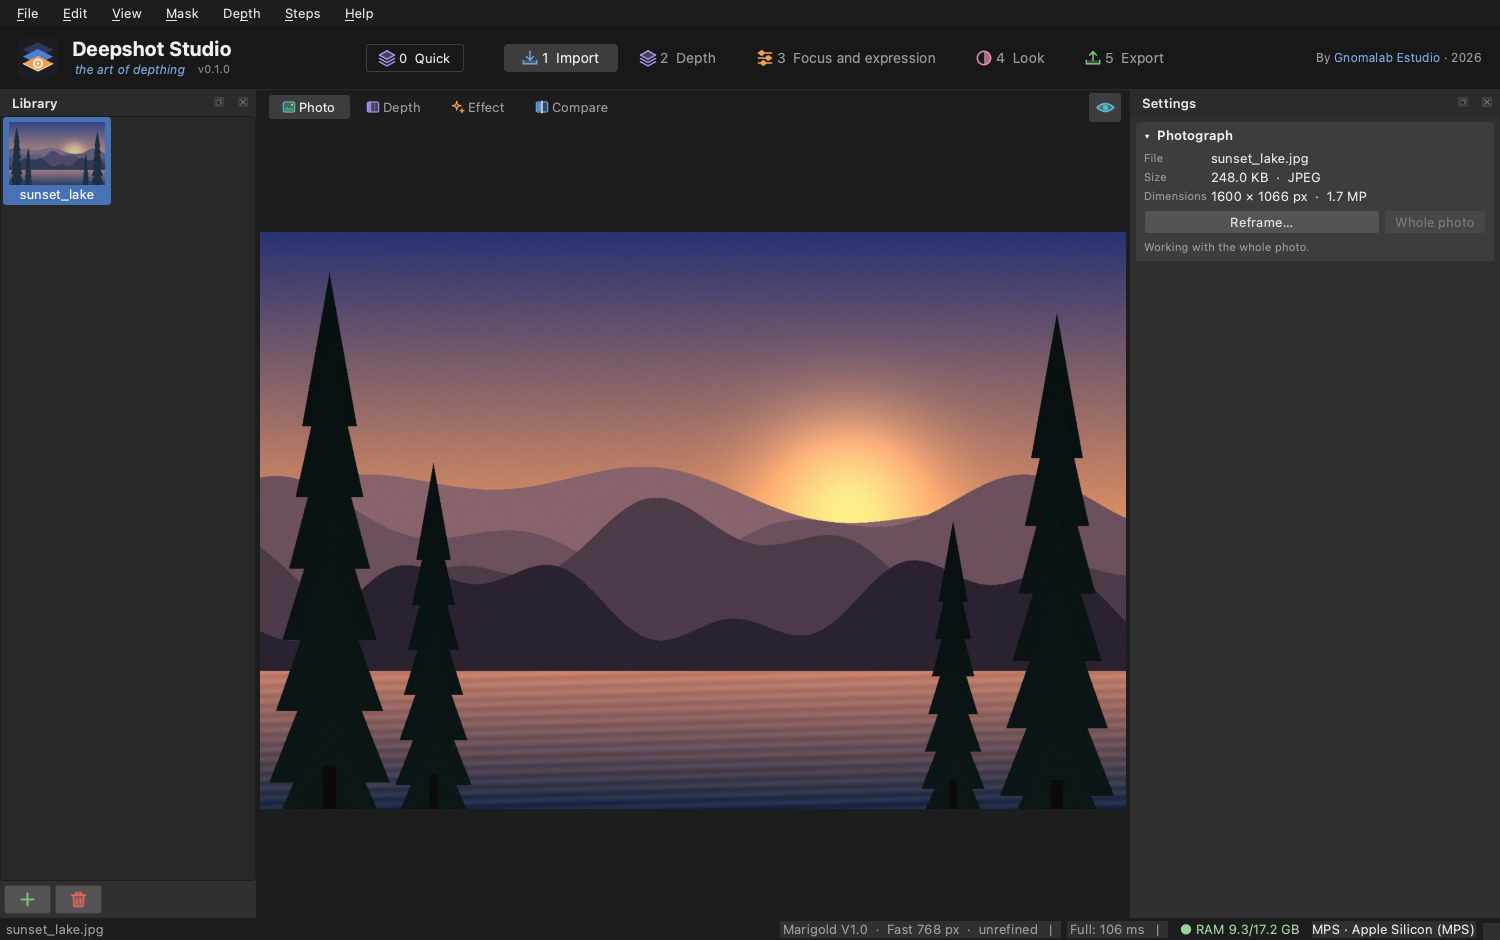 File Edit View Mask Depth Steps Help
Deepshot Studio
the art of depthing v0.1.0
0 Quick 1 Import 2 Depth 3 Focus and expression 4 Look 5 Export
By Gnomalab Estudio · 2026
Library
Photo Depth Effect Compare
Settings
sunset_lake
Photograph
File sunset_lake.jpg
Size 248.0 KB · JPEG
Dimensions 1600 × 1066 px · 1.7 MP
Reframe... Whole photo
Working with the whole photo.
sunset_lake.jpg
Marigold V1.0 · Fast 768 px · unrefined | Full: 106 ms | RAM 9.3/17.2 GB MPS · Apple Silicon (MPS)